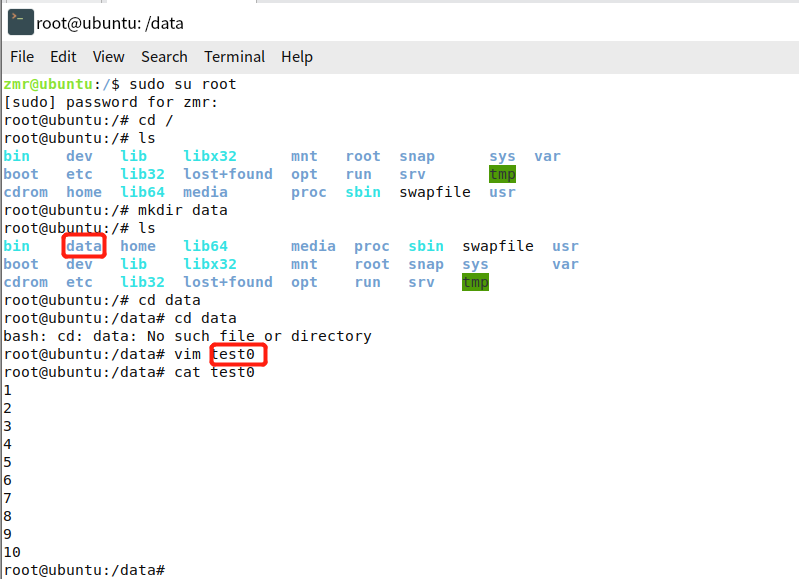 root@ubuntu: /data
File Edit View Search Terminal Help
zmr@ubuntu:/$ sudo su root
[sudo] password for zmr:
root@ubuntu:/# cd /
root@ubuntu:/# ls
bin dev lib libx32 mnt root snap sys var
boot etc lib32 lost+found opt run srv tmp
cdrom home lib64 media proc sbin swapfile usr
root@ubuntu:/# mkdir data
root@ubuntu:/# ls
bin data home lib64 media proc sbin swapfile usr
boot dev lib libx32 mnt root snap sys var
cdrom etc lib32 lost+found opt run srv tmp
root@ubuntu:/# cd data
root@ubuntu:/data# cd data
bash: cd: data: No such file or directory
root@ubuntu:/data# vim test0
root@ubuntu:/data# cat test0
1
2
3
4
5
6
7
8
9
10
root@ubuntu:/data#